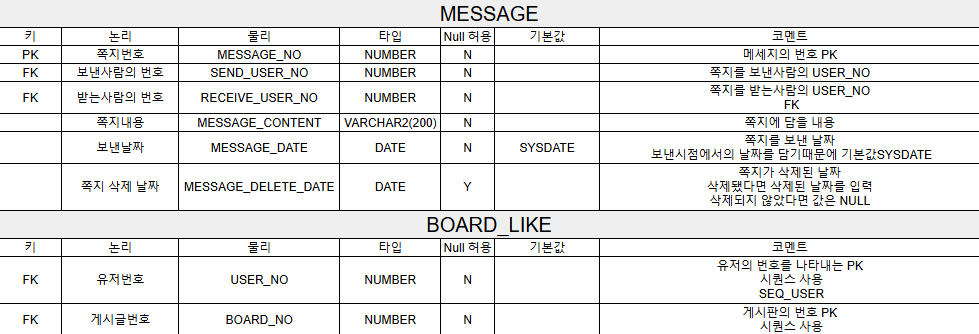 MESSAGE
키 논리 물리 타입 Null 허용 기본값 코멘트
PK 쪽지번호 MESSAGE_NO NUMBER N 메세지의 번호 PK
FK 보낸사람의 번호 SEND_USER_NO NUMBER N 쪽지를 보낸사람의 USER_NO
FK 받는사람의 번호 RECEIVE_USER_NO NUMBER N 쪽지를 받는사람의 USER_NO
FK
쪽지내용 MESSAGE_CONTENT VARCHAR2(200) N 쪽지에 담을 내용
보낸날짜 MESSAGE_DATE DATE N SYSDATE 쪽지를 보낸 날짜
보낸시점에서의 날짜를 담기때문에 기본값SYSDATE
쪽지 삭제 날짜 MESSAGE_DELETE_DATE DATE Y 쪽지가 삭제된 날짜
삭제됐다면 삭제된 날짜를 입력
삭제되지 않았다면 값은 NULL
BOARD_LIKE
키 논리 물리 타입 Null 허용 기본값 코멘트
FK 유저번호 USER_NO NUMBER N 유저의 번호를 나타내는 PK
시퀀스 사용
SEQ_USER
FK 게시글번호 BOARD_NO NUMBER N 게시판의 번호 PK
시퀀스 사용